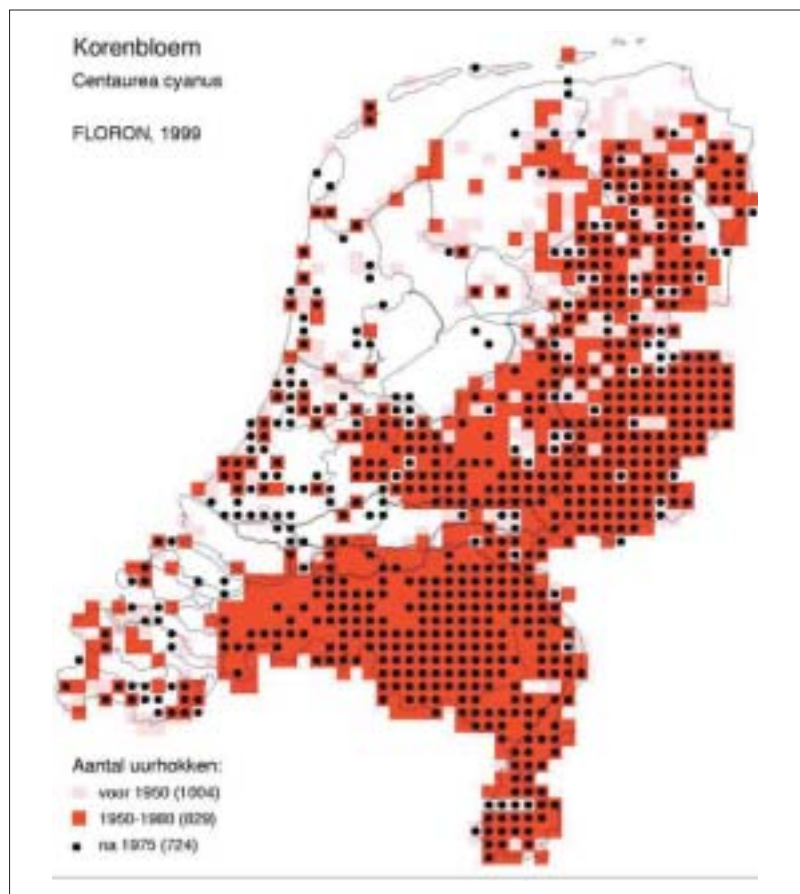 Korenbloem
Centaurea cyanus
FLORON, 1999
Aantal uurhokken:
voor 1950 (1004)
1950-1980 (829)
na 1975 (724)